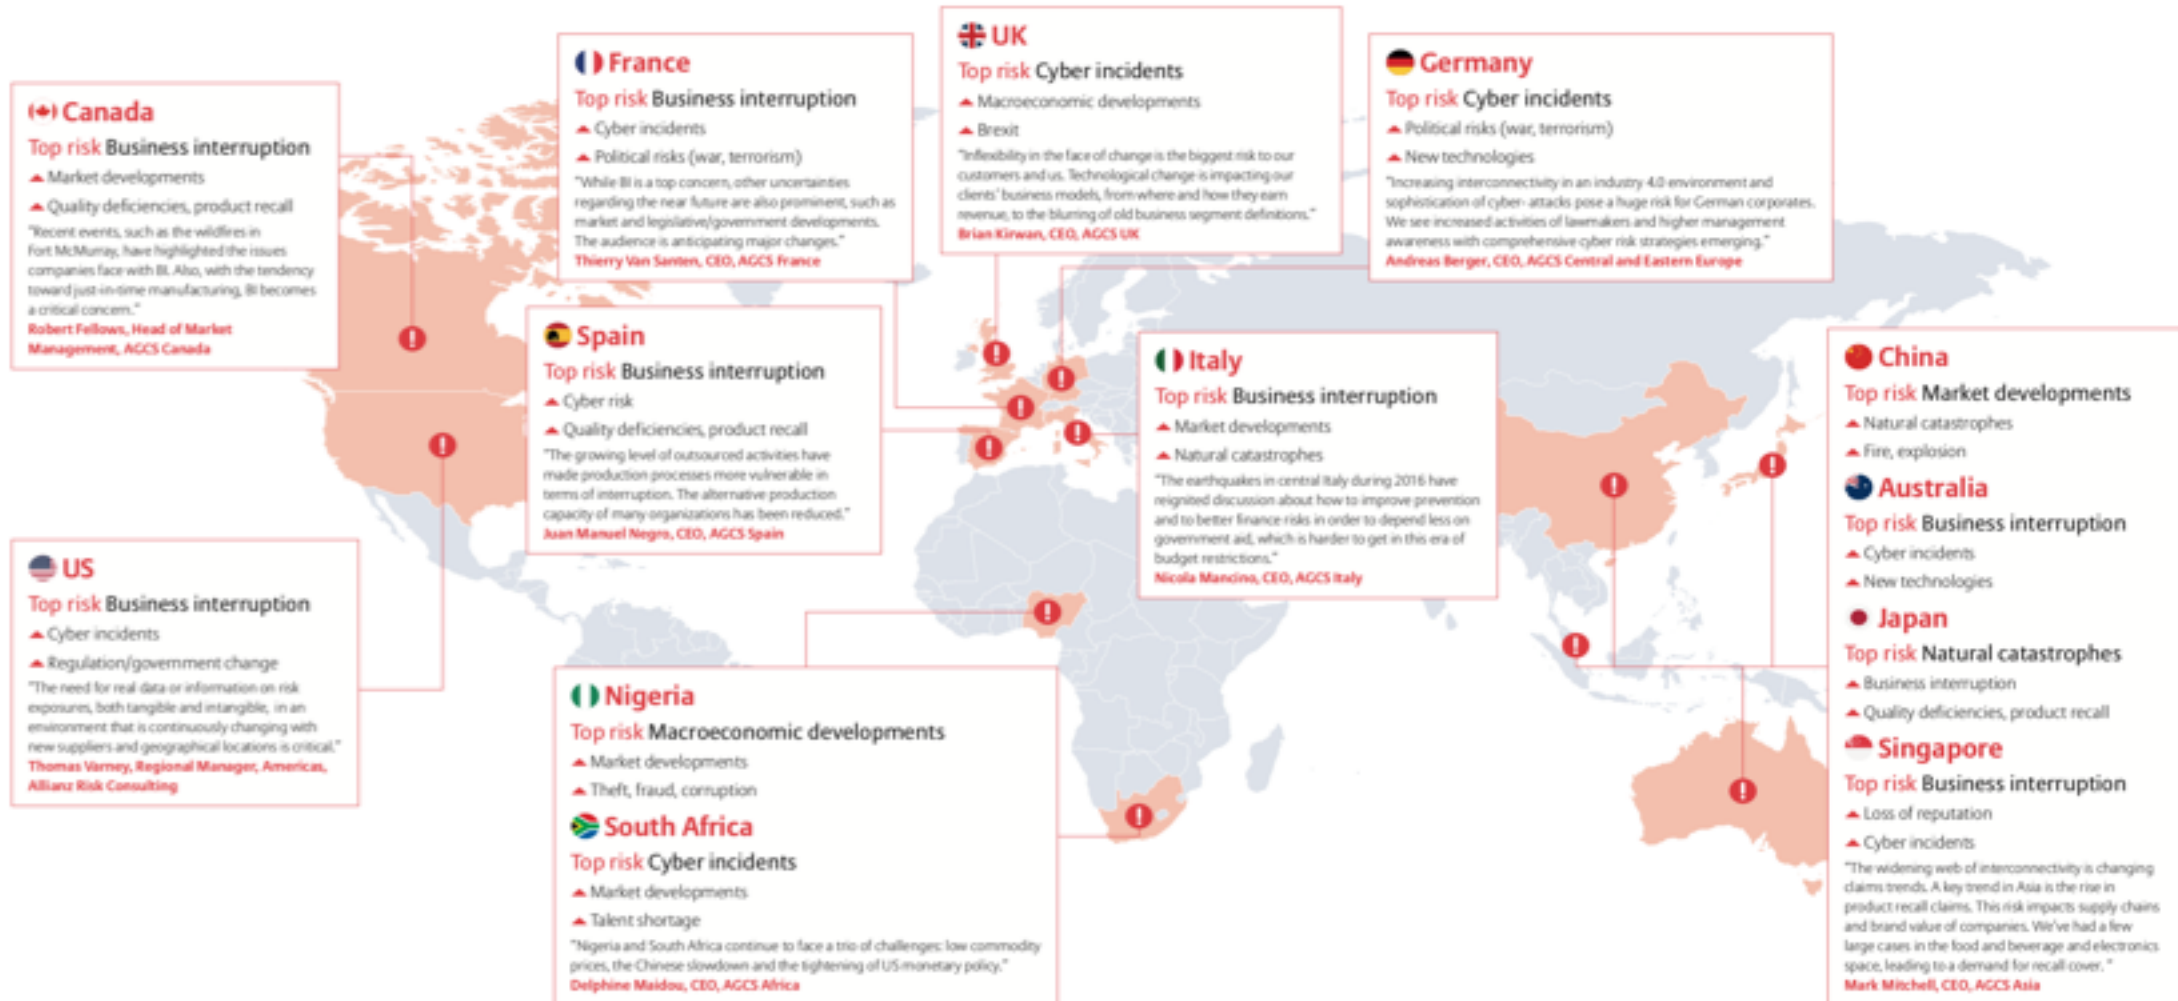 Canada
Top risk Business interruption
Market developments
Quality deficiencies, product recall
"Recent events, such as the wildfires in
Fort McMurray, have highlighted the issues
companies face with BI. Also, with the tendency
toward just-in-time manufacturing, BI becomes
a critical concern."
Robert Fellows, Head of Market
Management, AGCS Canada
US
Top risk Business interruption
Cyber incidents
Regulation/government change
"The need for real data or information on risk
exposures, both tangible and intangible, in an
environment that is continuously changing with
new suppliers and geographical locations is critical."
Thomas Varney, Regional Manager, Americas,
Allianz Risk Consulting
France
Top risk Business interruption
Cyber incidents
Political risks (war, terrorism)
"While BI is a top concern, other uncertainties
regarding the near future are also prominent, such as
market and legislative/government developments.
The audience is anticipating major changes."
Thierry Van Santen, CEO, AGCS France
Spain
Top risk Business interruption
Cyber risk
Quality deficiencies, product recall
"The growing level of outsourced activities have
made production processes more vulnerable in
terms of interruption. The alternative production
capacity of many organizations has been reduced."
Juan Manuel Negro, CEO, AGCS Spain
Nigeria
Top risk Macroeconomic developments
Market developments
Theft, fraud, corruption
South Africa
Top risk Cyber incidents
Market developments
Talent shortage
"Nigeria and South Africa continue to face a trio of challenges: low commodity
prices, the Chinese slowdown and the tightening of US monetary policy."
Delphine Maidou, CEO, AGCS Africa
UK
Top risk Cyber incidents
Macroeconomic developments
Brexit
"Inflexibility in the face of change is the biggest risk to our
customers and us. Technological change is impacting our
clients' business models, from where and how they earn
revenue, to the blurring of old business segment definitions."
Brian Kirwan, CEO, AGCS UK
Germany
Top risk Cyber incidents
Political risks (war, terrorism)
New technologies
"Increasing interconnectivity in an industry 4.0 environment and
sophistication of cyber- attacks pose a huge risk for German corporates.
We see increased activities of lawmakers and higher management
awareness with comprehensive cyber risk strategies emerging."
Andreas Berger, CEO, AGCS Central and Eastern Europe
Italy
Top risk Business interruption
Market developments
Natural catastrophes
"The earthquakes in central Italy during 2016 have
reignited discussion about how to improve prevention
and to better finance risks in order to depend less on
government aid, which is harder to get in this era of
budget restrictions."
Nicola Mancino, CEO, AGCS Italy
China
Top risk Market developments
Natural catastrophes
Fire, explosion
Australia
Top risk Business interruption
Cyber incidents
New technologies
Japan
Top risk Natural catastrophes
Business interruption
Quality deficiencies, product recall
Singapore
Top risk Business interruption
Loss of reputation
Cyber incidents
"The widening web of interconnectivity is changing
claims trends. A key trend in Asia is the rise in
product recall claims. This risk impacts supply chains
and brand value of companies. We've had a few
large cases in the food and beverage and electronics
space, leading to a demand for recall cover. "
Mark Mitchell, CEO, AGCS Asia